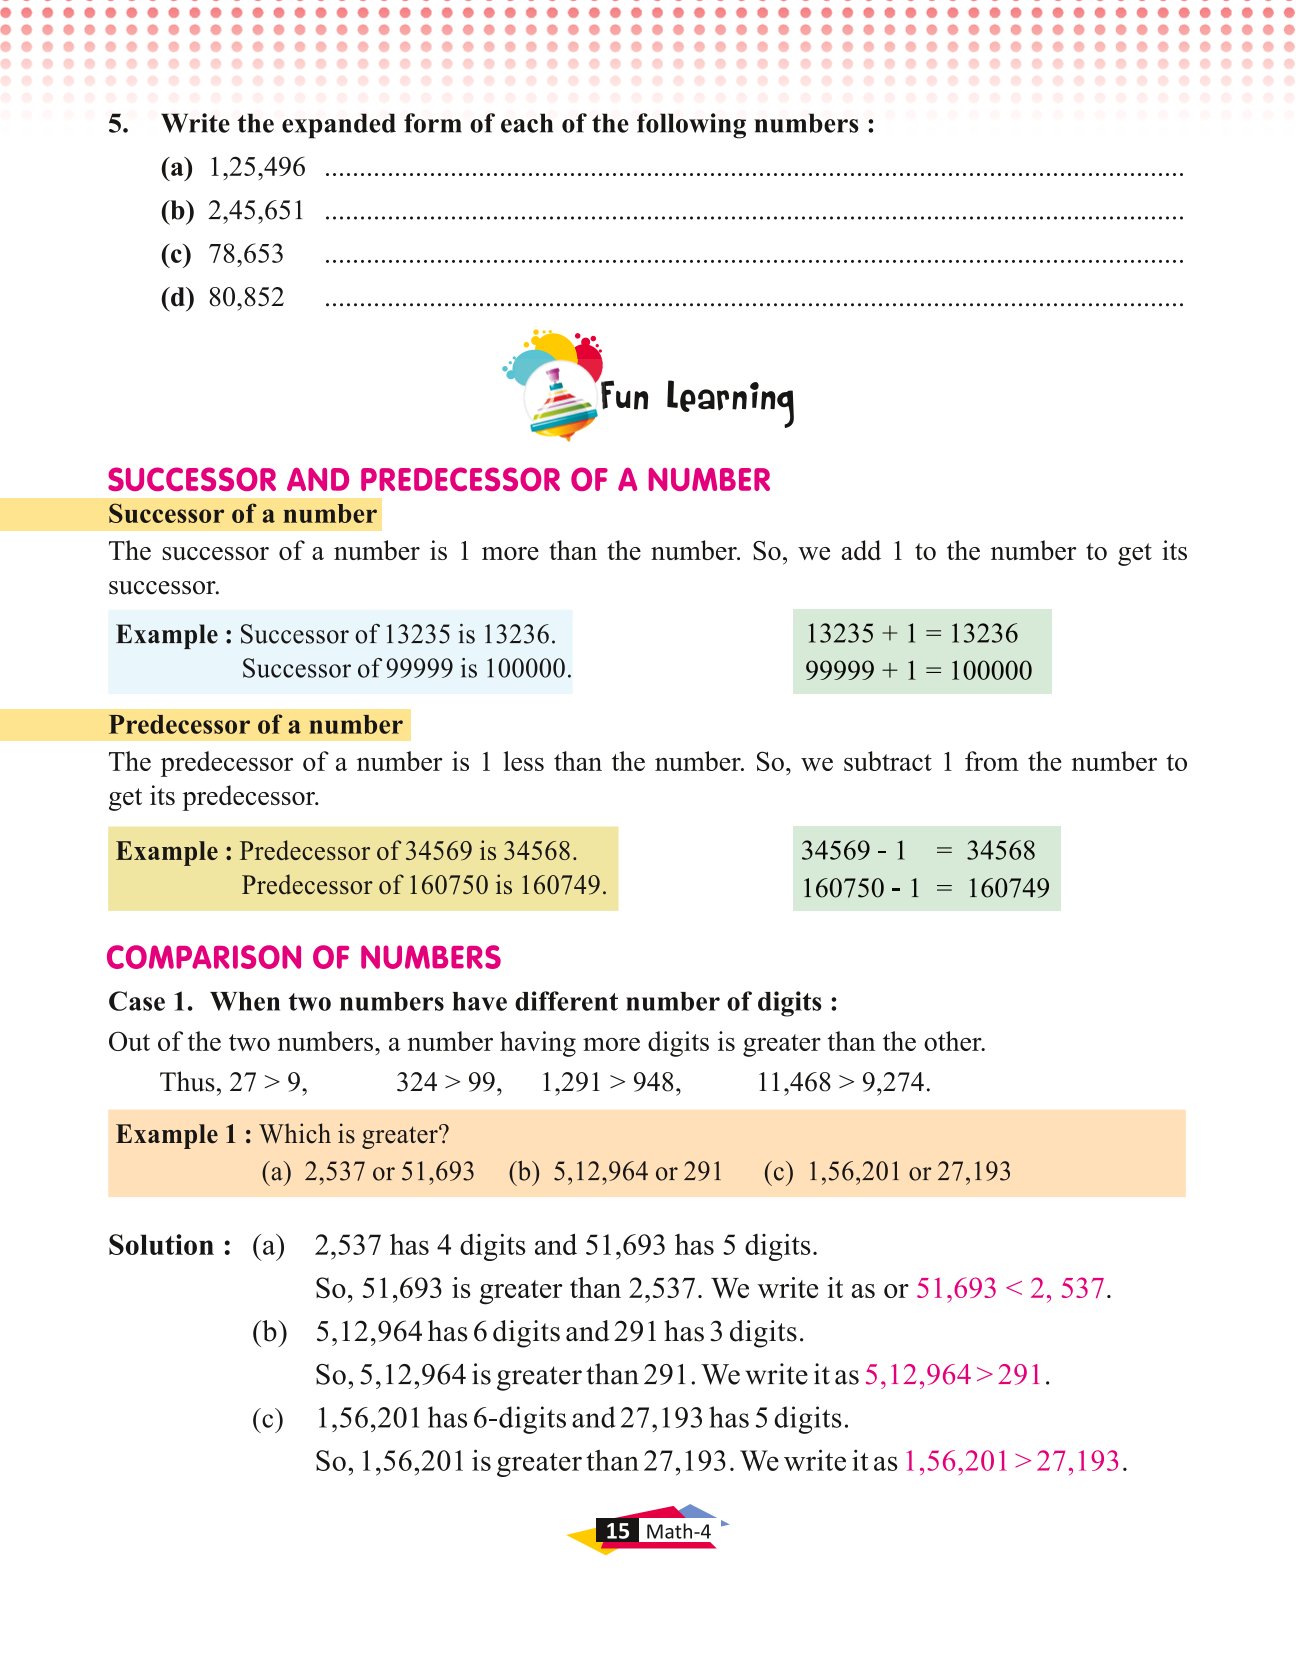 5. Write the expanded form of each of the following numbers :
(a) 1,25,496 ...........................................................................................................................
(b) 2,45,651 ...........................................................................................................................
(c) 78,653 ...........................................................................................................................
(d) 80,852 ...........................................................................................................................
Fun Learning
SUCCESSOR AND PREDECESSOR OF A NUMBER
Successor of a number
The successor of a number is 1 more than the number. So, we add 1 to the number to get its
successor.
Example : Successor of 13235 is 13236.
Successor of 99999 is 100000.
13235 + 1 = 13236
99999 + 1 = 100000
Predecessor of a number
The predecessor of a number is 1 less than the number. So, we subtract 1 from the number to
get its predecessor.
Example : Predecessor of 34569 is 34568.
Predecessor of 160750 is 160749.
34569 - 1 = 34568
160750 - 1 = 160749
COMPARISON OF NUMBERS
Case 1. When two numbers have different number of digits :
Out of the two numbers, a number having more digits is greater than the other.
Thus, 27 > 9, 324 > 99, 1,291 > 948, 11,468 > 9,274.
Example 1 : Which is greater?
(a) 2,537 or 51,693 (b) 5,12,964 or 291 (c) 1,56,201 or 27,193
Solution : (a) 2,537 has 4 digits and 51,693 has 5 digits.
So, 51,693 is greater than 2,537. We write it as or 51,693 < 2, 537.
(b) 5,12,964 has 6 digits and 291 has 3 digits.
So, 5,12,964 is greater than 291. We write it as 5,12,964 > 291.
(c) 1,56,201 has 6-digits and 27,193 has 5 digits.
So, 1,56,201 is greater than 27,193. We write it as 1,56,201 > 27,193.
15 Math-4